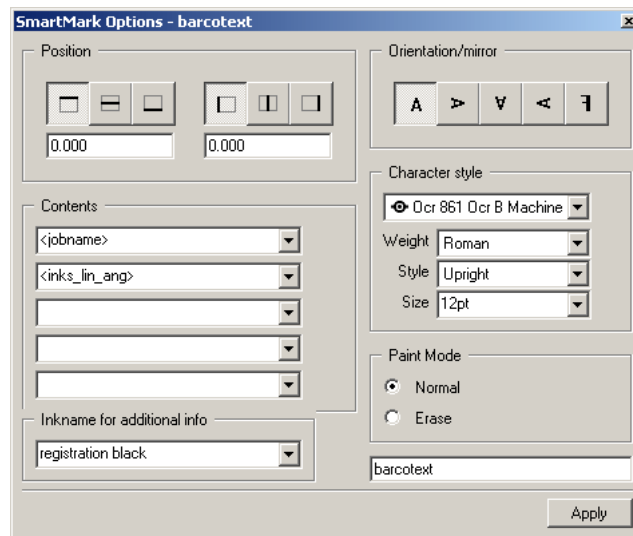 SmartMark Options - barcotext
Position
0.000
0.000
Contents
<jobname>
<inks_lin_ang>
Inkname for additional info
registration black
Orientation/mirror
A A A A F
Character style
Ocr 861 Ocr B Machine
Weight Roman
Style Upright
Size 12pt
Paint Mode
Normal
Erase
barcotext
Apply